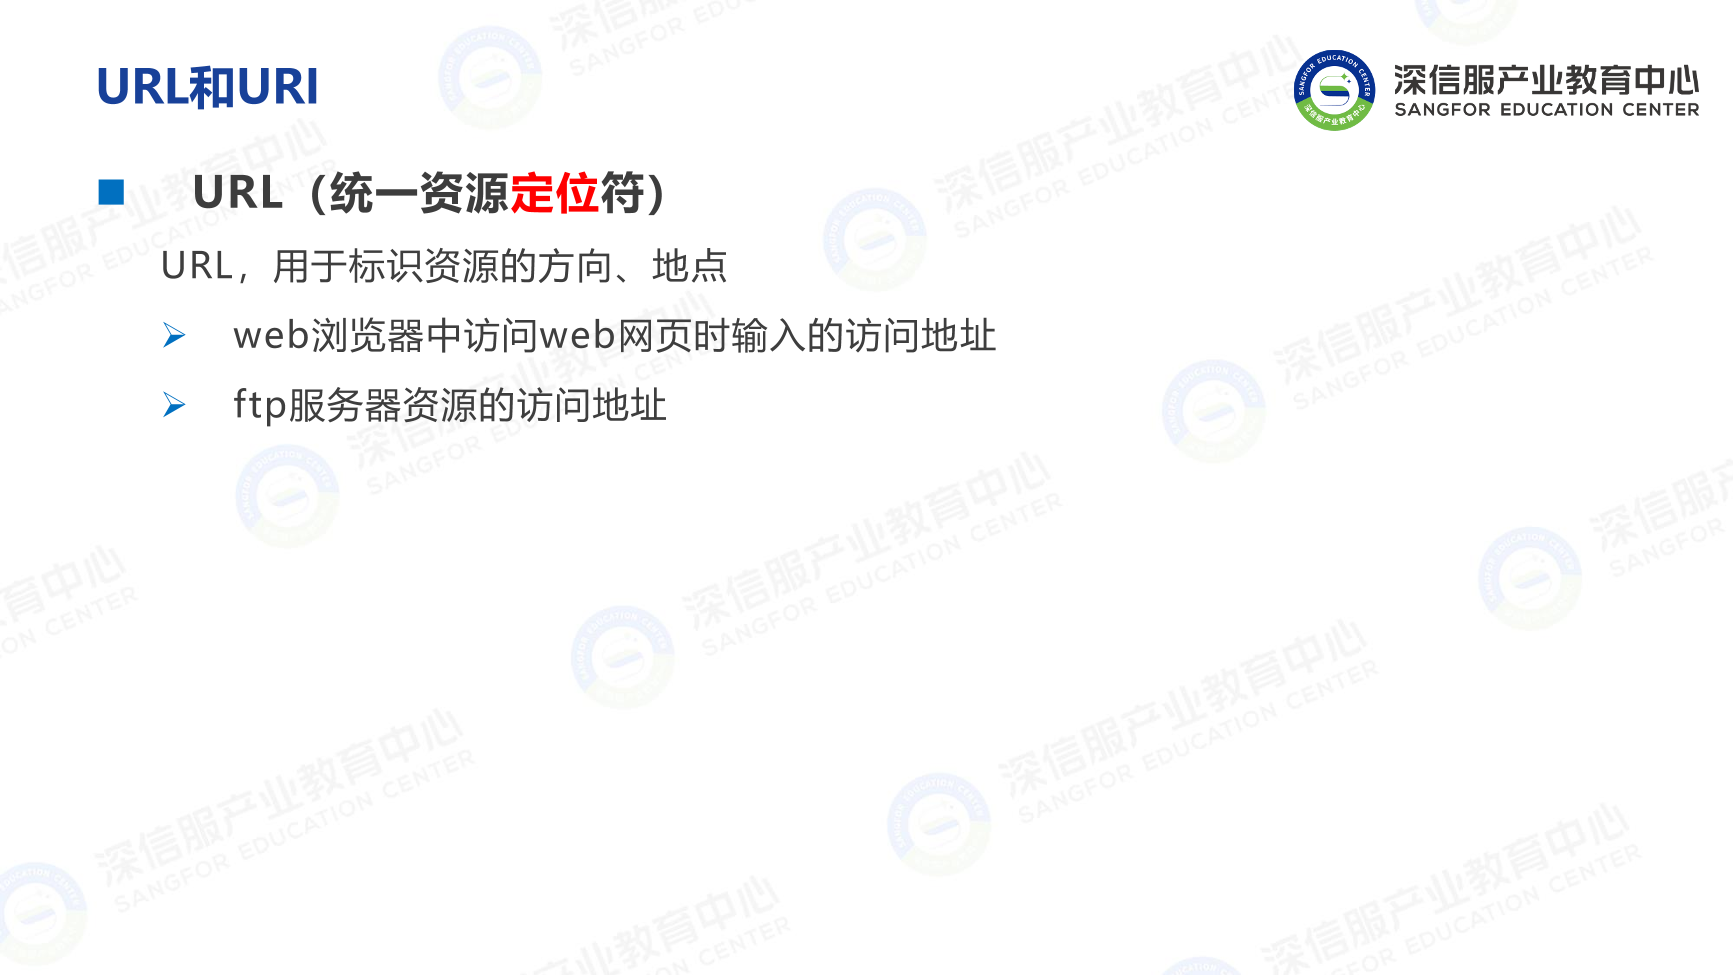 URL和URI
深信服产业教育中心
SANGFOR EDUCATION CENTER
URL（统一资源定位符）
URL，用于标识资源的方向、地点
web浏览器中访问web网页时输入的访问地址
ftp服务器资源的访问地址